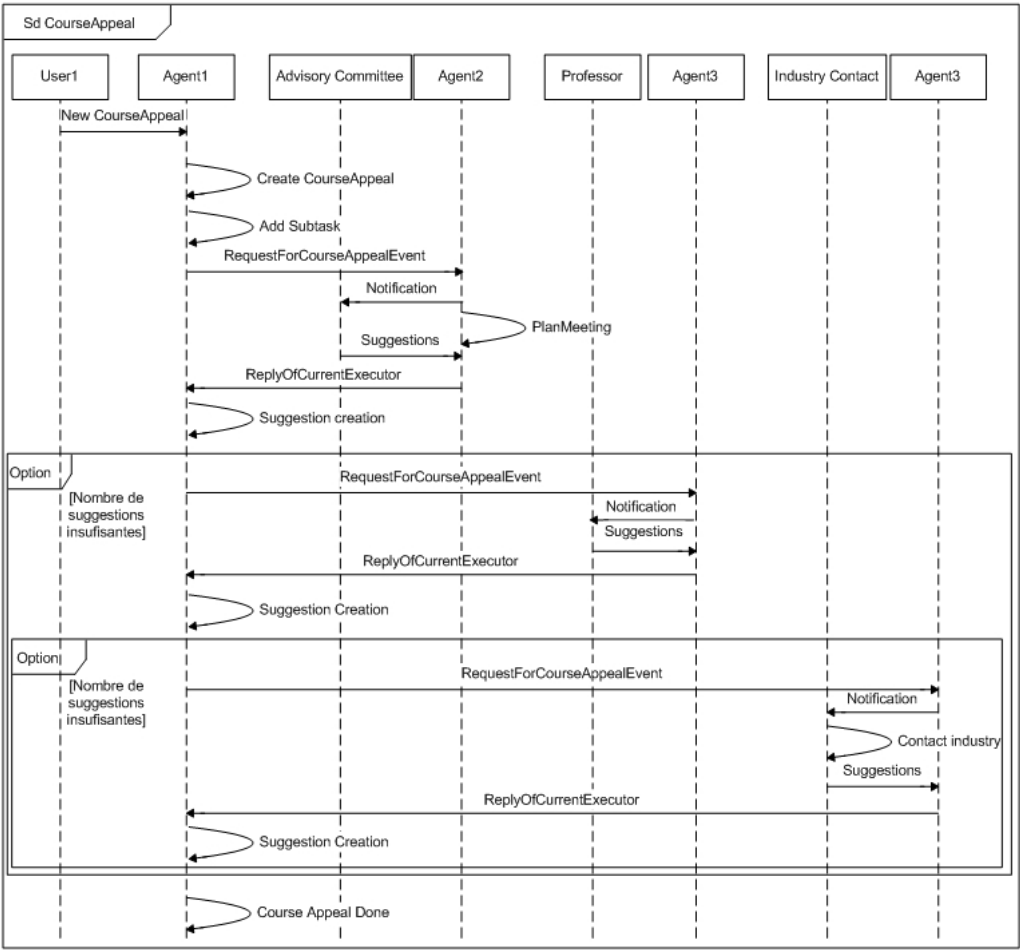 Sd CourseAppeal
User1
Agent1
Advisory Committee
Agent2
Professor
Agent3
Industry Contact
Agent3
New CourseAppeal
Create CourseAppeal
Add Subtask
RequestForCourseAppealEvent
Notification
PlanMeeting
Suggestions
ReplyOfCurrentExecutor
Suggestion creation
Option
RequestForCourseAppealEvent
[Nombre de
suggestions
insufisantes]
Notification
Suggestions
ReplyOfCurrentExecutor
Suggestion Creation
Option
RequestForCourseAppealEvent
[Nombre de
suggestions
insufisantes]
Notification
Contact industry
Suggestions
ReplyOfCurrentExecutor
Suggestion Creation
Course Appeal Done